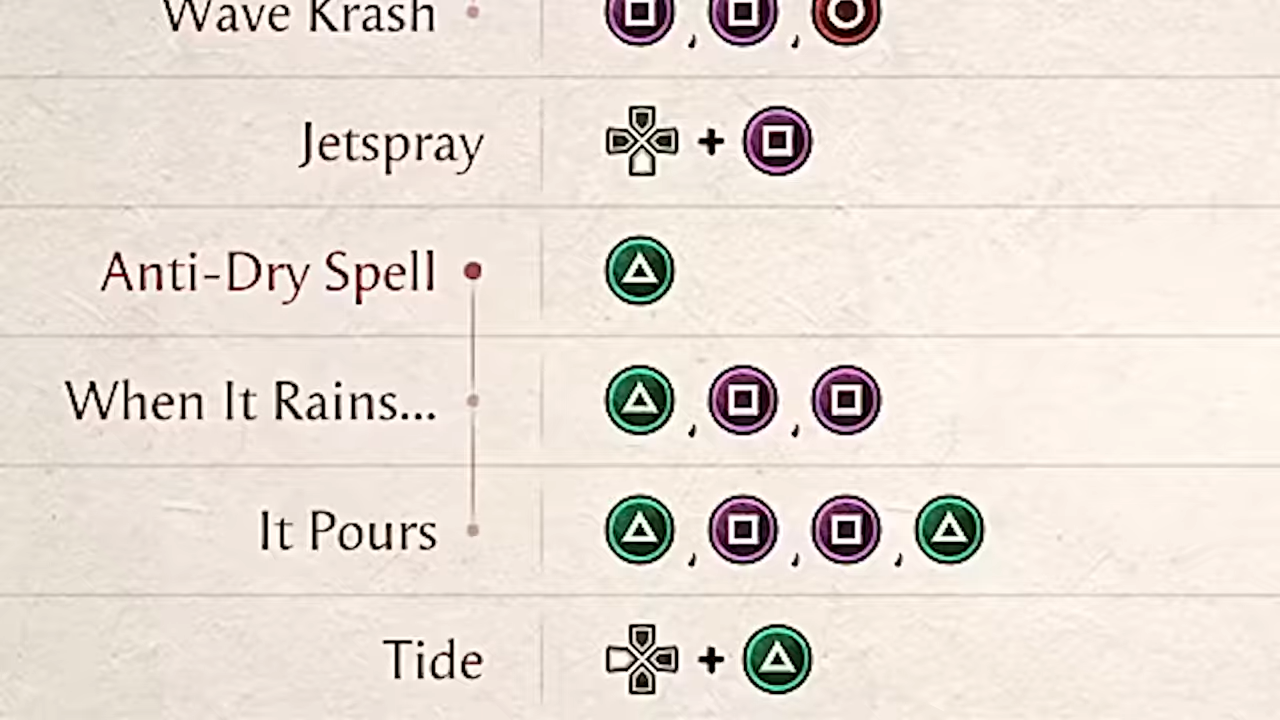 Wave Krash , ,
Jetspray +
Anti-Dry Spell
When It Rains... , ,
It Pours , , ,
Tide +